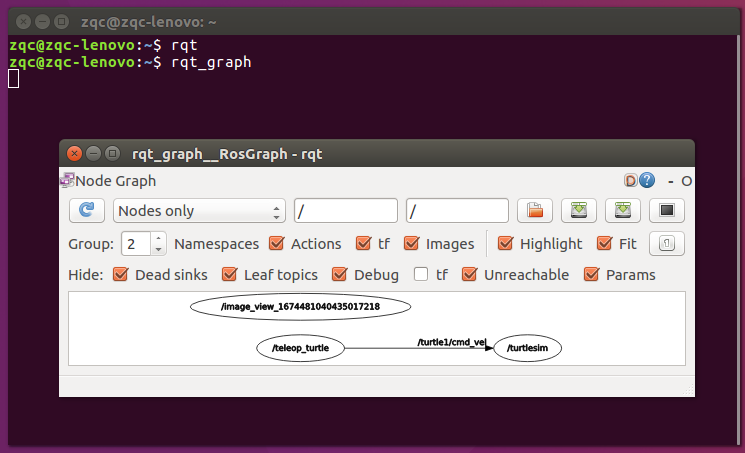 zqc@zqc-lenovo: ~
zqc@zqc-lenovo:~$ rqt
zqc@zqc-lenovo:~$ rqt_graph
rqt_graph__RosGraph - rqt
Node Graph D ? - O
Nodes only / /
Group: 2 Namespaces Actions tf Images Highlight Fit
Hide: Dead sinks Leaf topics Debug tf Unreachable Params
/image_view_1674481040435017218
/teleop_turtle /turtle1/cmd_vel /turtlesim